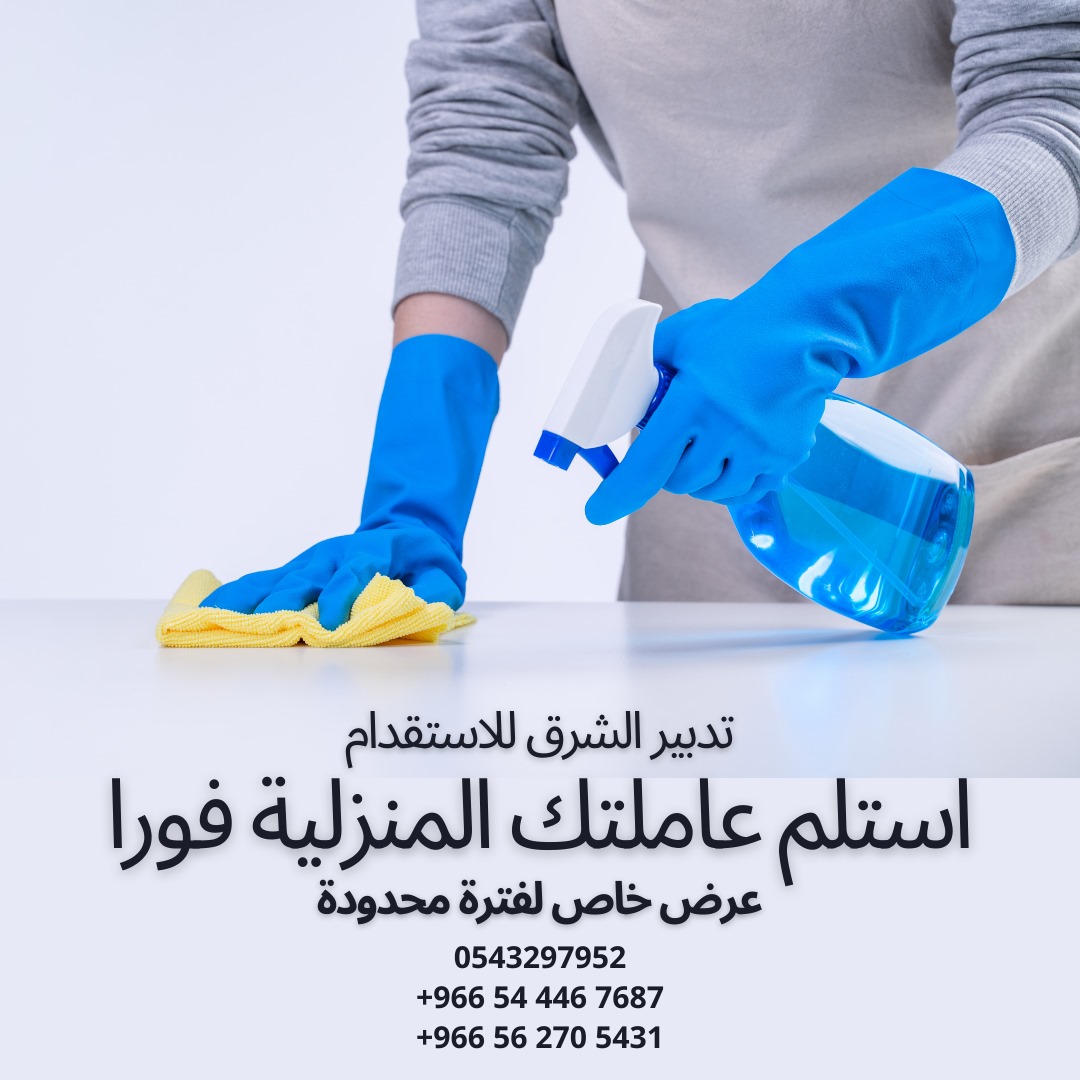 تدبير الشرق للاستقدام
استلم عاملتك المنزلية فورا
عرض خاص لفترة محدودة
0543297952
+966 54 446 7687
+966 56 270 5431